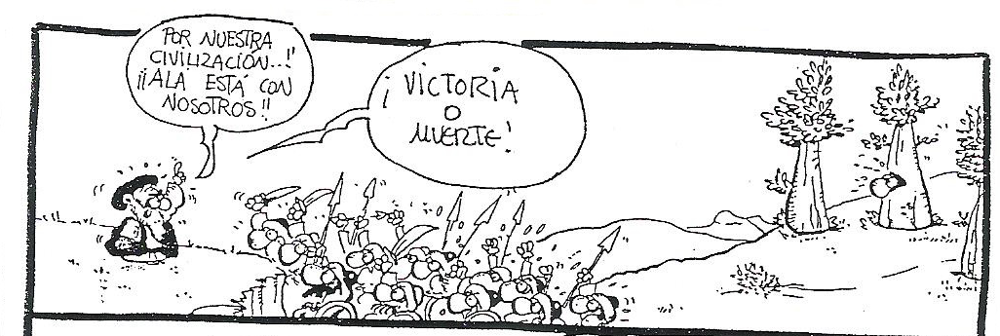 POR NUESTRA
CIVILIZACIÓN...!
¡¡ALÁ ESTÁ CON
NOSOTROS!!
¡VICTORIA
O
MUERTE!